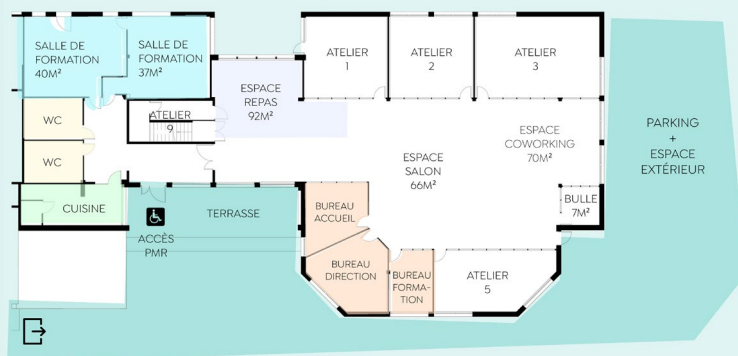 SALLE DE
FORMATION
40M²
SALLE DE
FORMATION
37M²
ATELIER
1
ATELIER
2
ATELIER
3
ESPACE
REPAS
92M²
WC
ATELIER
9
WC
ESPACE
COWORKING
70M²
ESPACE
SALON
66M²
PARKING
+
ESPACE
EXTÉRIEUR
CUISINE
TERRASSE
BUREAU
ACCUEIL
BULLE
7M²
ACCÈS
PMR
BUREAU
DIRECTION
BUREAU
FORMA-
TION
ATELIER
5